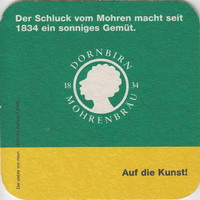 Der Schluck vom Mohren macht seit
1834 ein sonniges Gemüt.
DORNBIRN
18 34
MOHRENBRÄU
Auf die Kunst!